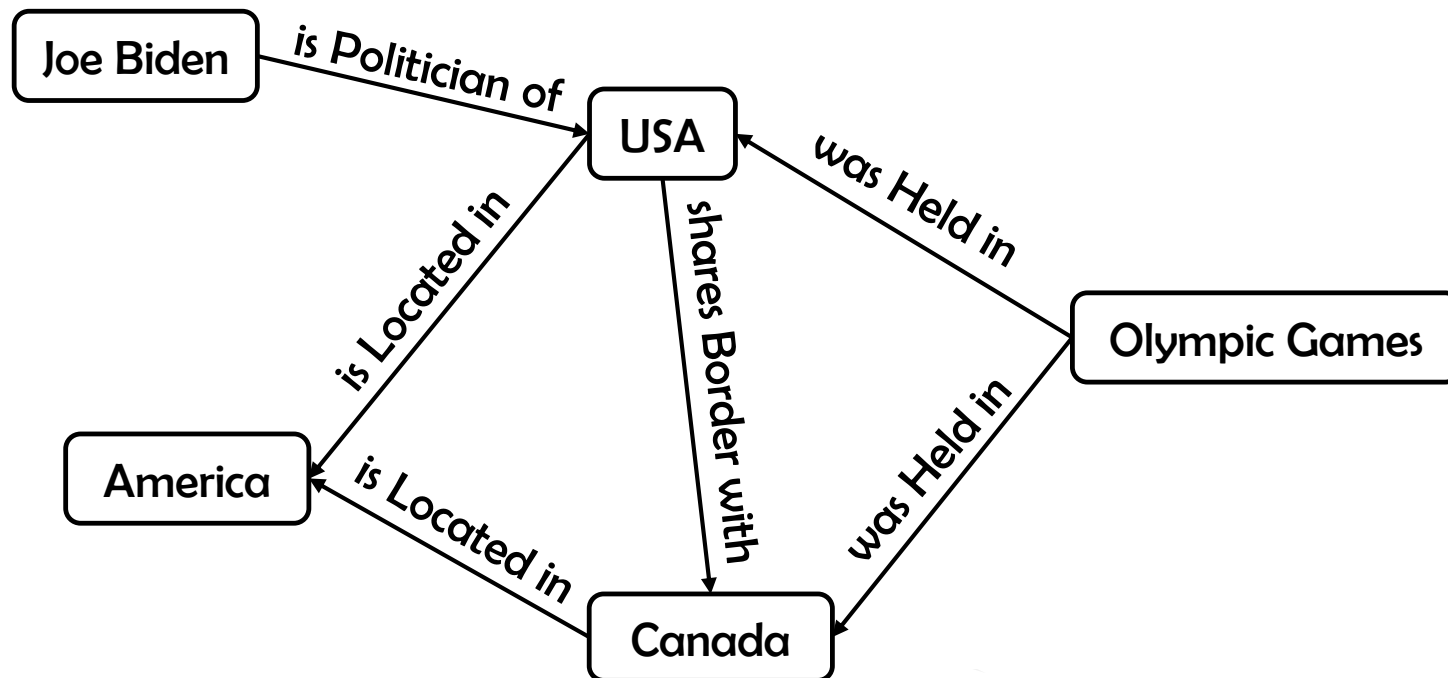 Joe Biden
is Politician of
USA
was Held in
is Located in
shares Border with
Olympic Games
America
is Located in
was Held in
Canada